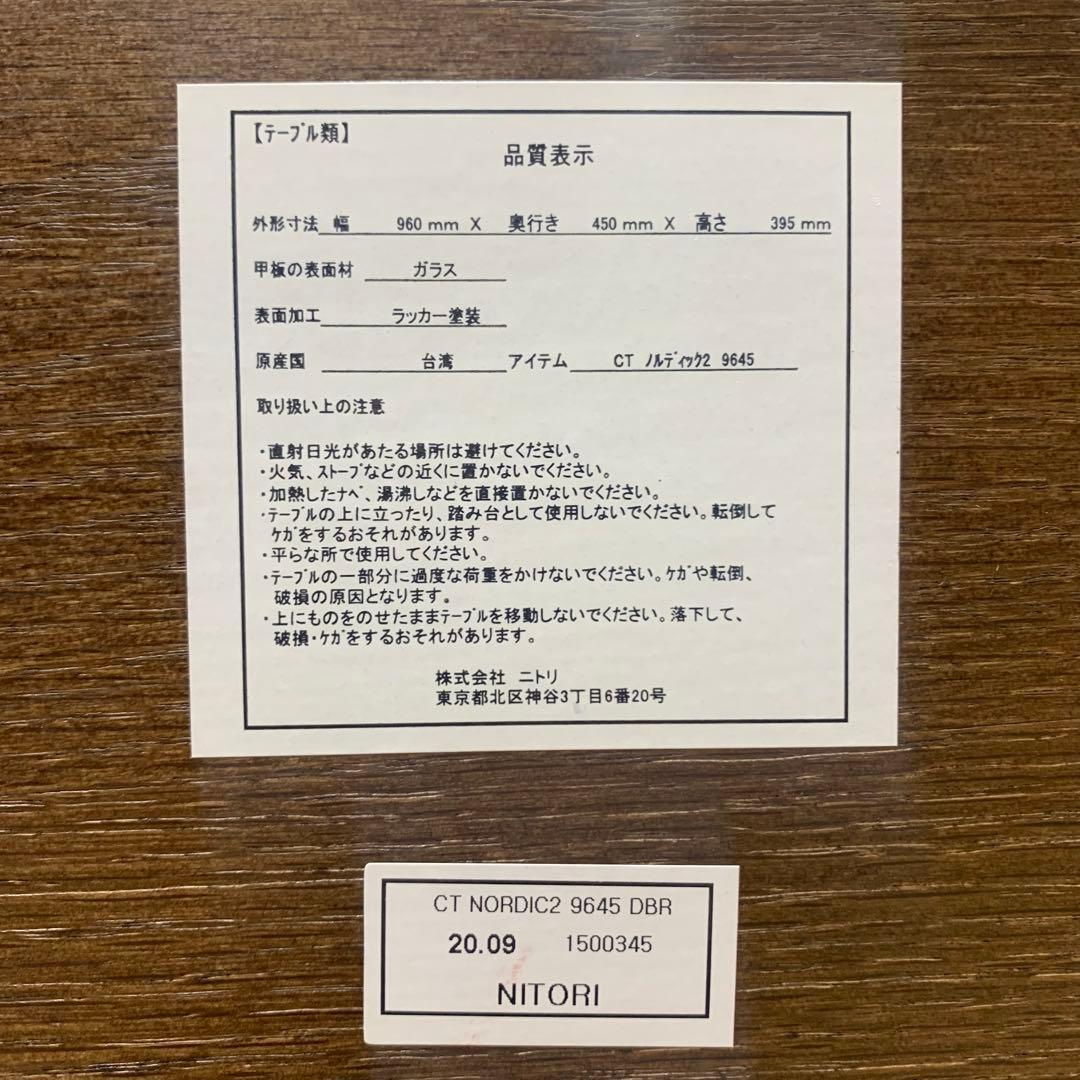 【ﾃｰﾌﾞﾙ類】
品質表示
外形寸法 幅 960 mm X 奥行き 450 mm X 高さ 395 mm
甲板の表面材 ガラス
表面加工 ラッカー塗装
原産国 台湾 アイテム CT ﾉﾙﾃﾞｨｯｸ2 9645
取り扱い上の注意
・直射日光があたる場所は避けてください。
・火気、ｽﾄｰﾌﾞなどの近くに置かないでください。
・加熱したﾅﾍﾞ、湯沸しなどを直接置かないでください。
・ﾃｰﾌﾞﾙの上に立ったり、踏み台として使用しないでください。転倒して
ｹｶﾞをするおそれがあります。
・平らな所で使用してください。
・ﾃｰﾌﾞﾙの一部分に過度な荷重をかけないでください。ｹｶﾞや転倒、
破損の原因となります。
・上にものをのせたままﾃｰﾌﾞﾙを移動しないでください。落下して、
破損・ｹｶﾞをするおそれがあります。
株式会社 ニトリ
東京都北区神谷3丁目6番20号
CT NORDIC2 9645 DBR
20.09 1500345
NITORI